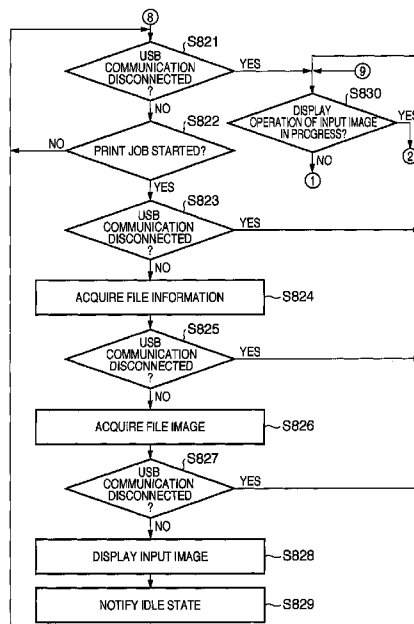 8
S821
USB
COMMUNICATION
DISCONNECTED
?
YES
NO
9
S830
DISPLAY
OPERATION OF INPUT IMAGE
IN PROGRESS?
YES
2
NO
1
S822
PRINT JOB STARTED?
NO
YES
S823
USB
COMMUNICATION
DISCONNECTED
?
YES
NO
ACQUIRE FILE INFORMATION
S824
S825
USB
COMMUNICATION
DISCONNECTED
?
YES
NO
ACQUIRE FILE IMAGE
S826
S827
USB
COMMUNICATION
DISCONNECTED
?
YES
NO
DISPLAY INPUT IMAGE
S828
NOTIFY IDLE STATE
S829